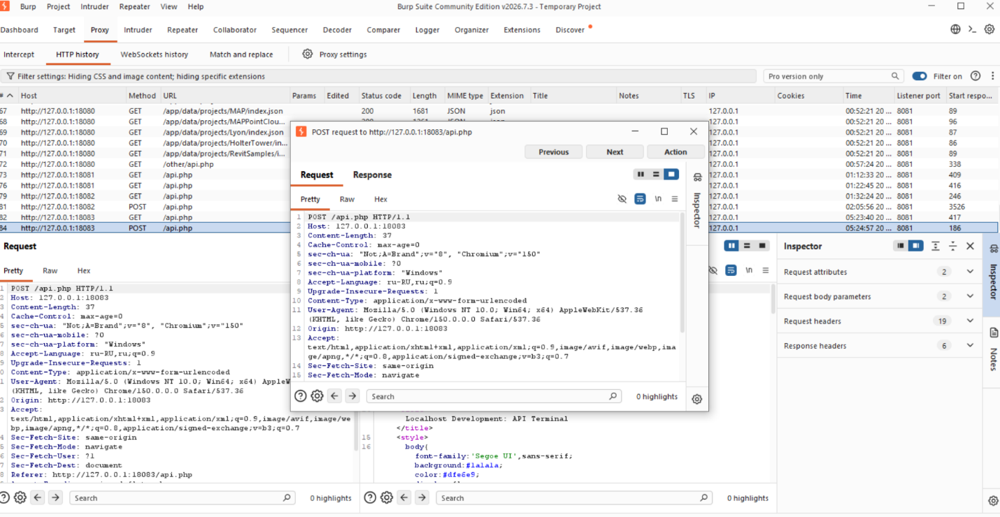 Burp Project Intruder Repeater View Help Burp Suite Community Edition v2026.7.3 - Temporary Project
Dashboard Target Proxy Intruder Repeater Collaborator Sequencer Decoder Comparer Logger Organizer Extensions Discover
Intercept HTTP history WebSockets history Match and replace Proxy settings
Filter settings: Hiding CSS and image content; hiding specific extensions Pro version only Filter on
# Host Method URL Params Edited Status code Length MIME type Extension Title Notes TLS IP Cookies Time Listener port Start respo...
67 http://127.0.0.1:18080 GET /app/data/projects/MAP/index.json 200 1681 JSON json 127.0.0.1 00:52:21 20 ... 8081 89
68 http://127.0.0.1:18080 GET /app/data/projects/MAPPointClou... 127.0.0.1 00:52:21 20 ... 8081 96
69 http://127.0.0.1:18080 GET /app/data/projects/Lyon/index.json 127.0.0.1 00:52:21 20 ... 8081 87
70 http://127.0.0.1:18080 GET /app/data/projects/HolterTower/in... 127.0.0.1 00:52:21 20 ... 8081 86
71 http://127.0.0.1:18080 GET /app/data/projects/RevitSamples/i... 127.0.0.1 00:52:21 20 ... 8081 89
72 http://127.0.0.1:18080 GET /other/api.php 127.0.0.1 00:57:24 20 ... 8081 338
73 http://127.0.0.1:18081 GET /api.php 127.0.0.1 01:12:33 20 ... 8081 409
76 http://127.0.0.1:18081 GET /api.php 127.0.0.1 01:22:45 20 ... 8081 416
79 http://127.0.0.1:18082 GET /api.php 127.0.0.1 01:32:24 20 ... 8081 246
81 http://127.0.0.1:18082 POST /api.php 127.0.0.1 02:05:56 20 ... 8081 3526
82 http://127.0.0.1:18083 GET /api.php 127.0.0.1 05:23:40 20 ... 8081 417
84 http://127.0.0.1:18083 POST /api.php 127.0.0.1 05:24:57 20 ... 8081 186
POST request to http://127.0.0.1:18083/api.php
Previous Next Action
Request Response
Pretty Raw Hex \n
1 POST /api.php HTTP/1.1
2 Host: 127.0.0.1:18083
3 Content-Length: 37
4 Cache-Control: max-age=0
5 sec-ch-ua: "Not;A=Brand";v="8", "Chromium";v="150"
6 sec-ch-ua-mobile: ?0
7 sec-ch-ua-platform: "Windows"
8 Accept-Language: ru-RU,ru;q=0.9
9 Upgrade-Insecure-Requests: 1
10 Content-Type: application/x-www-form-urlencoded
11 User-Agent: Mozilla/5.0 (Windows NT 10.0; Win64; x64) AppleWebKit/537.36
(KHTML, like Gecko) Chrome/150.0.0.0 Safari/537.36
12 Origin: http://127.0.0.1:18083
13 Accept:
text/html,application/xhtml+xml,application/xml;q=0.9,image/avif,image/webp,ima
ge/apng,*/*;q=0.8,application/signed-exchange;v=b3;q=0.7
14 Sec-Fetch-Site: same-origin
15 Sec-Fetch-Mode: navigate
Search 0 highlights
Inspector
Request
Pretty Raw Hex
1 POST /api.php HTTP/1.1
2 Host: 127.0.0.1:18083
3 Content-Length: 37
4 Cache-Control: max-age=0
5 sec-ch-ua: "Not;A=Brand";v="8", "Chromium";v="150"
6 sec-ch-ua-mobile: ?0
7 sec-ch-ua-platform: "Windows"
8 Accept-Language: ru-RU,ru;q=0.9
9 Upgrade-Insecure-Requests: 1
0 Content-Type: application/x-www-form-urlencoded
1 User-Agent: Mozilla/5.0 (Windows NT 10.0; Win64; x64) AppleW
(KHTML, like Gecko) Chrome/150.0.0.0 Safari/537.36
2 Origin: http://127.0.0.1:18083
3 Accept:
text/html,application/xhtml+xml,application/xml;q=0.9,image/avif,image/we
bp,image/apng,*/*;q=0.8,application/signed-exchange;v=b3;q=0.7
4 Sec-Fetch-Site: same-origin
5 Sec-Fetch-Mode: navigate
6 Sec-Fetch-User: ?1
7 Sec-Fetch-Dest: document
8 Referer: http://127.0.0.1:18083/api.php
Search 0 highlights
\n
Localhost Development: API Terminal
</title>
15 <style>
16 body{
font-family:'Segoe UI',sans-serif;
background:#1a1a1a;
color:#dfe6e9;
Search 0 highlights
Inspector
Request attributes 2
Request body parameters 2
Request headers 19
Response headers 6
Inspector
Notes